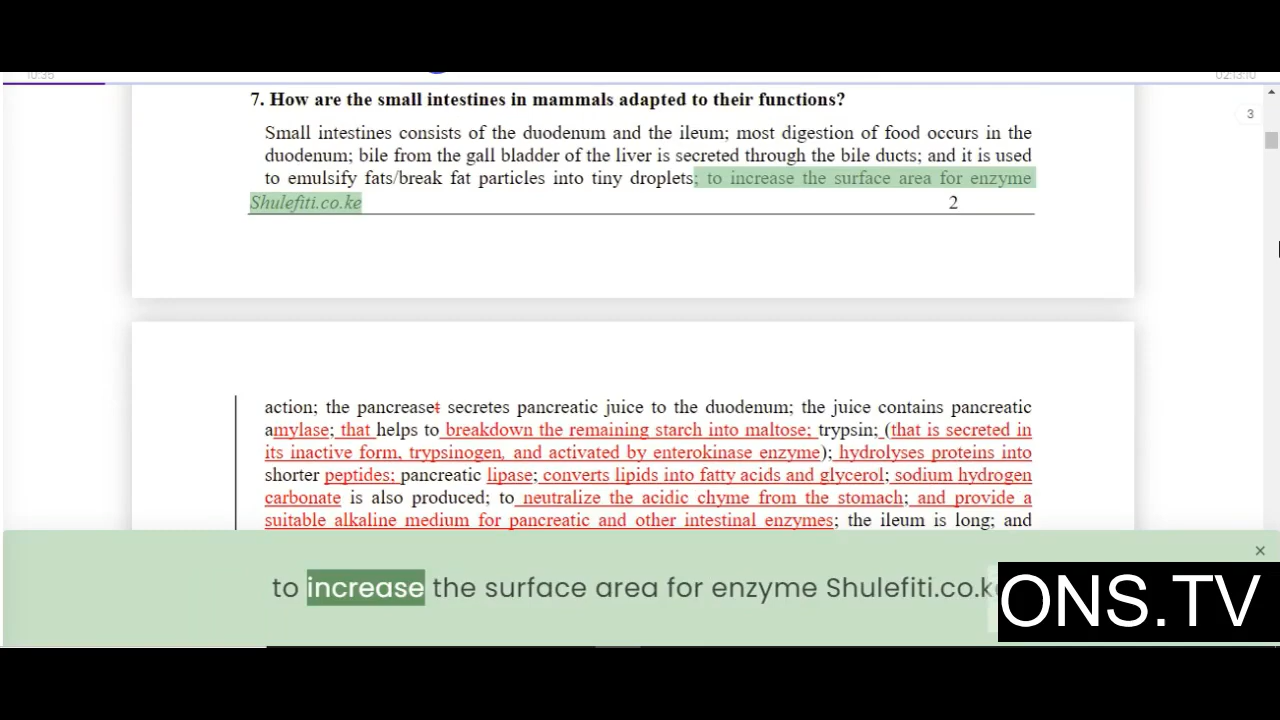 10:35
02:13:10
7. How are the small intestines in mammals adapted to their functions?
3
Small intestines consists of the duodenum and the ileum; most digestion of food occurs in the
duodenum; bile from the gall bladder of the liver is secreted through the bile ducts; and it is used
to emulsify fats/break fat particles into tiny droplets; to increase the surface area for enzyme
Shulefiti.co.ke 2
action; the pancreaset secretes pancreatic juice to the duodenum; the juice contains pancreatic
amylase; that helps to breakdown the remaining starch into maltose; trypsin; (that is secreted in
its inactive form, trypsinogen, and activated by enterokinase enzyme); hydrolyses proteins into
shorter peptides; pancreatic lipase; converts lipids into fatty acids and glycerol; sodium hydrogen
carbonate is also produced; to neutralize the acidic chyme from the stomach; and provide a
suitable alkaline medium for pancreatic and other intestinal enzymes; the ileum is long; and
to increase the surface area for enzyme Shulefiti.co.k
ONS.TV